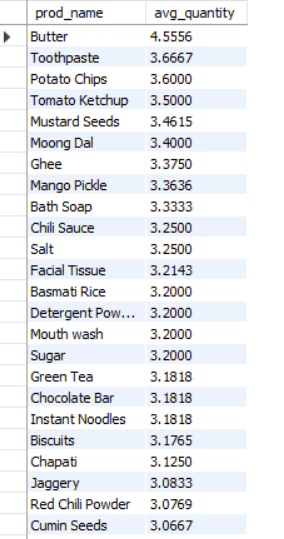 prod_name avg_quantity
Butter 4.5556
Toothpaste 3.6667
Potato Chips 3.6000
Tomato Ketchup 3.5000
Mustard Seeds 3.4615
Moong Dal 3.4000
Ghee 3.3750
Mango Pickle 3.3636
Bath Soap 3.3333
Chili Sauce 3.2500
Salt 3.2500
Facial Tissue 3.2143
Basmati Rice 3.2000
Detergent Pow... 3.2000
Mouth wash 3.2000
Sugar 3.2000
Green Tea 3.1818
Chocolate Bar 3.1818
Instant Noodles 3.1818
Biscuits 3.1765
Chapati 3.1250
Jaggery 3.0833
Red Chili Powder 3.0769
Cumin Seeds 3.0667